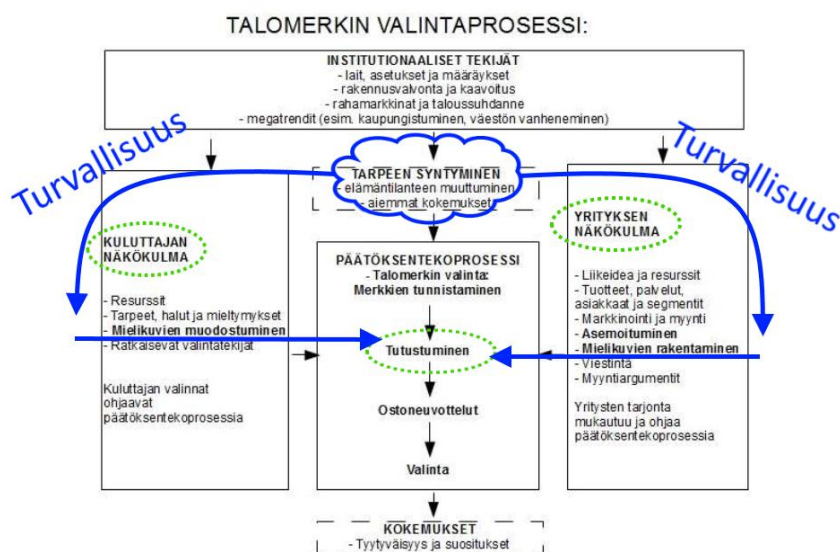 TALOMERKIN VALINTAPROSESSI:
INSTITUTIONAALISET TEKIJÄT
- lait, asetukset ja määräykset
- rakennusvalvonta ja kaavoitus
- rahamarkkinat ja taloussuhdanne
- megatrendit (esim. kaupungistuminen, väestön vanheneminen)
Turvallisuus
Turvallisuus
TARPEEN SYNTYMINEN
- elämäntilanteen muuttuminen
- aiemmat kokemukset
KULUTTAJAN
NÄKÖKULMA
- Resurssit
- Tarpeet, halut ja mieltymykset
- Mielikuvien muodostuminen
- Ratkaisevat valintatekijät
Kuluttajan valinnat
ohjaavat
päätöksentekoprosessia
PÄÄTÖKSENTEKOPROSESSI
- Talomerkin valinta:
Merkkien tunnistaminen
Tutustuminen
Ostoneuvottelut
Valinta
YRITYKSEN
NÄKÖKULMA
- Liikeidea ja resurssit
- Tuotteet, palvelut,
asiakkaat ja segmentit
- Markkinointi ja myynti
- Asemoituminen
- Mielikuvien rakentaminen
- Viestintä
- Myyntiargumentit
Yritysten tarjonta
mukautuu ja ohjaa
päätöksentekoprosessia
KOKEMUKSET
- Tyytyväisyys ja suositukset